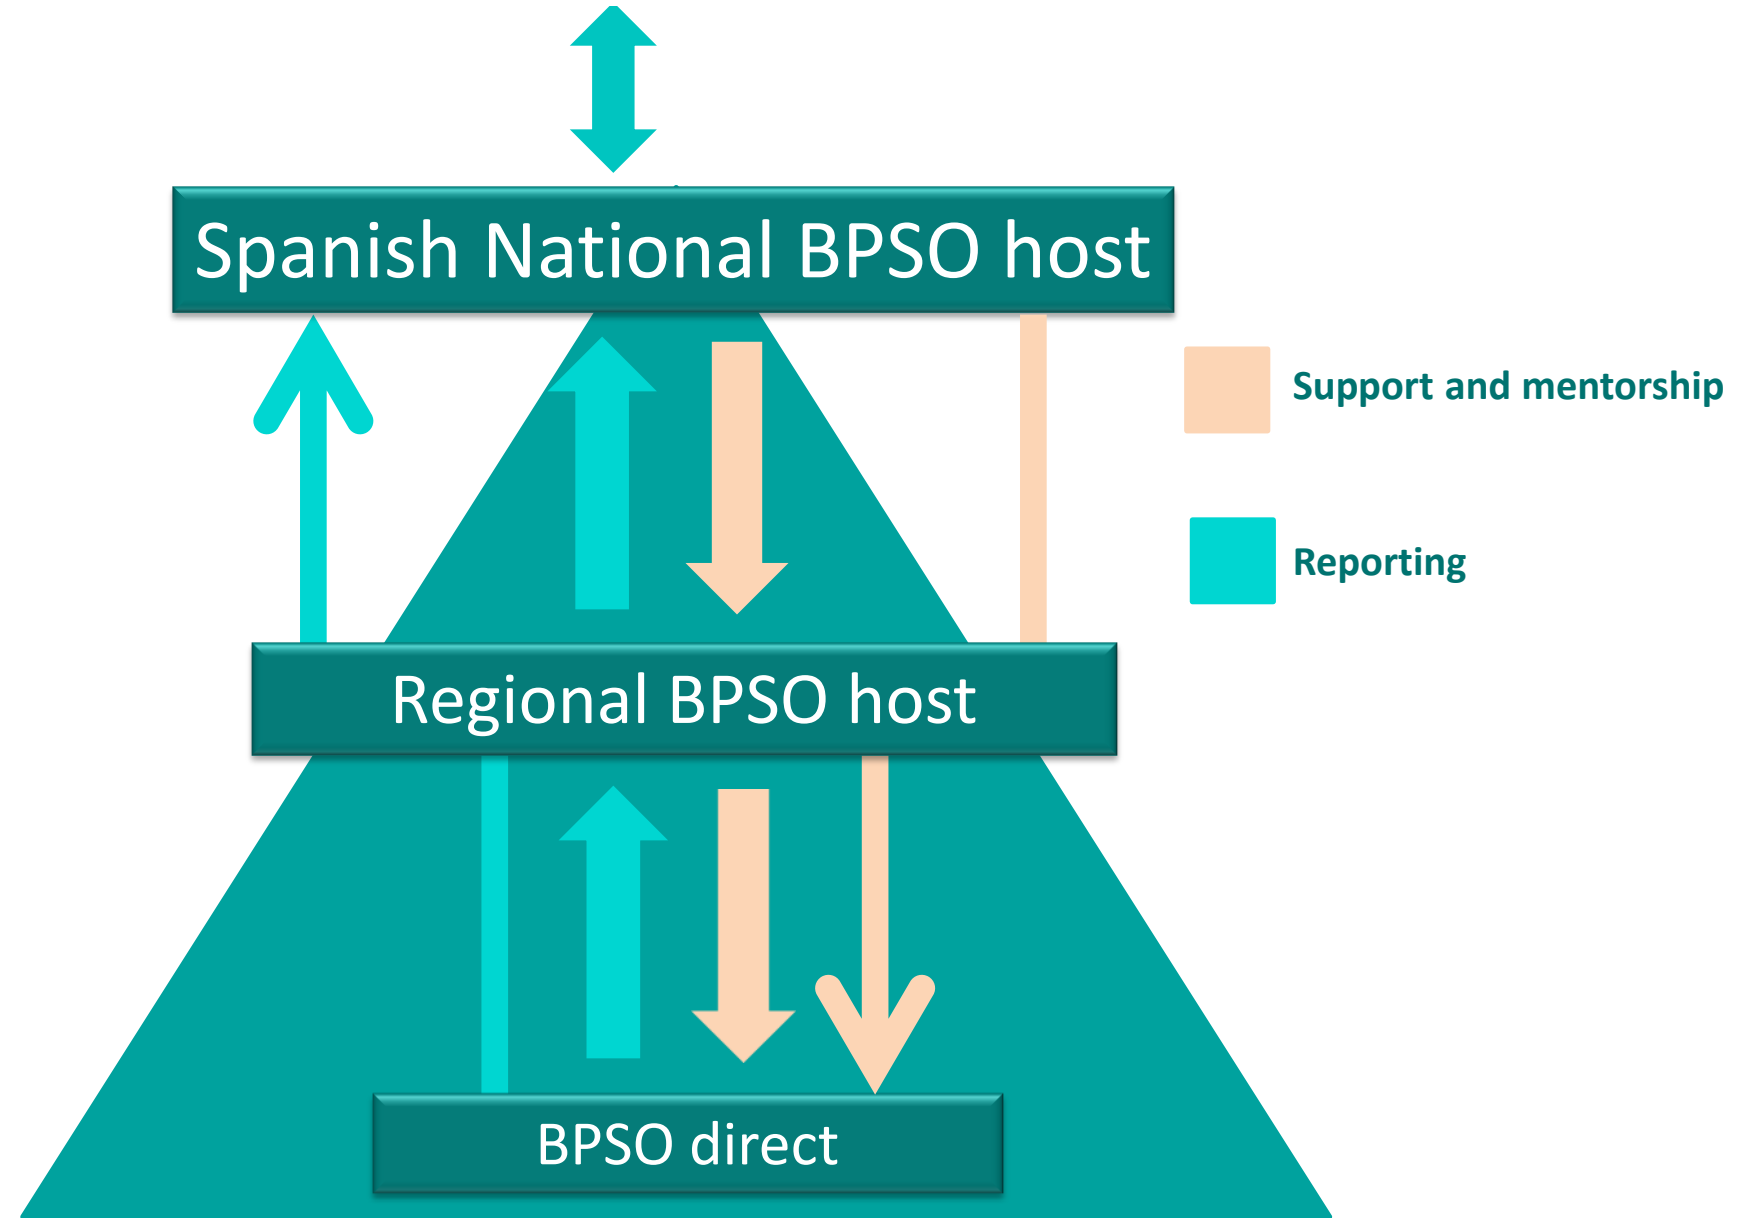 Spanish National BPSO host
Support and mentorship
Reporting
Regional BPSO host
BPSO direct